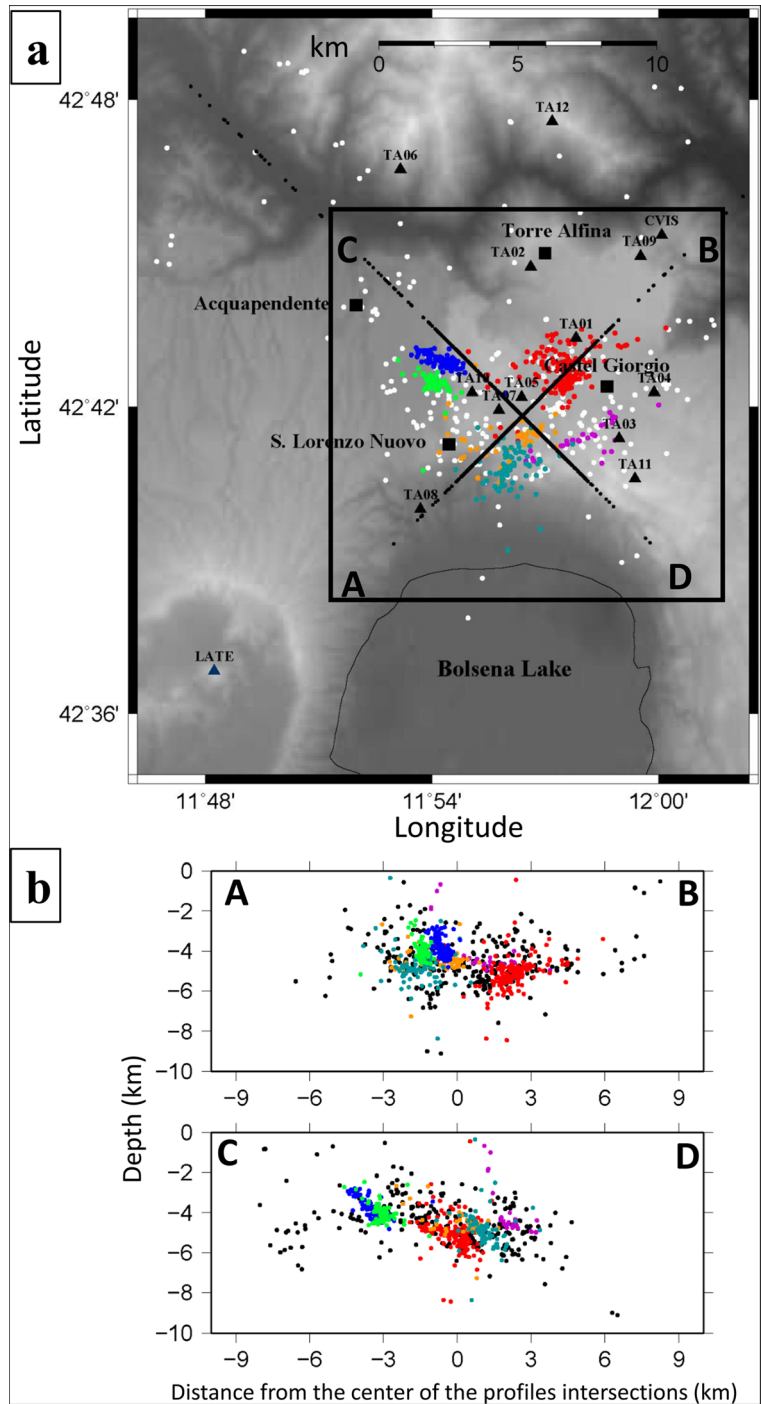 a
km
0 5 10
42°48'
TA12
TA06
CVIS
Torre Alfina
C
TA02
TA09
B
Acquapendente
TA01
Castel Giorgio
TA10
TA05
TA04
42°42'
TA07
S. Lorenzo Nuovo
TA03
TA11
TA08
A
D
LATE
Bolsena Lake
42°36'
11°48' 11°54' 12°00'
Latitude
Longitude
b
0
A
B
−2
−4
−6
−8
−10
−9 −6 −3 0 3 6 9
Depth (km)
0
C
D
−2
−4
−6
−8
−10
−9 −6 −3 0 3 6 9
Distance from the center of the profiles intersections (km)